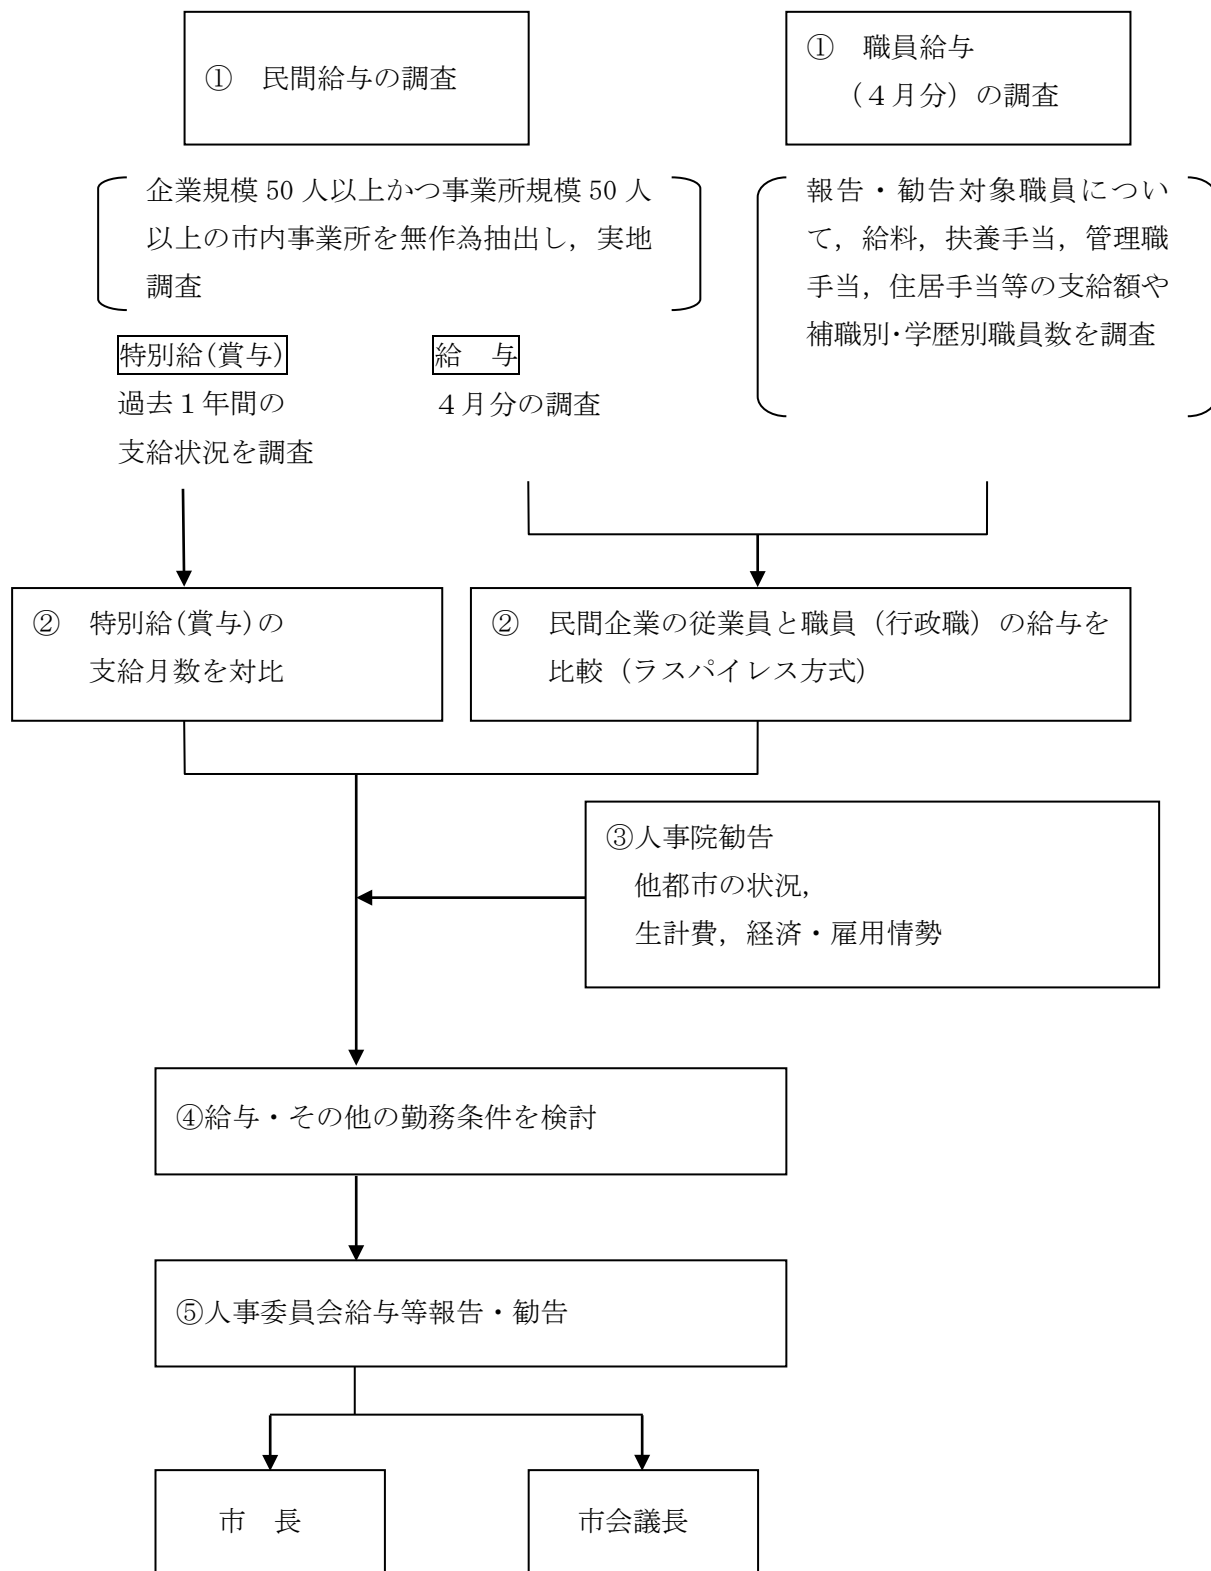 ① 民間給与の調査
① 職員給与
(４月分）の調査
企業規模 50 人以上かつ事業所規模 50 人
以上の市内事業所を無作為抽出し，実地
調査
特別給(賞与)
過去１年間の
支給状況を調査
給　与
４月分の調査
報告・勧告対象職員につい
て，給料，扶養手当，管理職
手当，住居手当等の支給額や
補職別・学歴別職員数を調査
② 特別給(賞与)の
支給月数を対比
② 民間企業の従業員と職員（行政職）の給与を
比較（ラスパイレス方式）
③人事院勧告
他都市の状況，
生計費，経済・雇用情勢
④給与・その他の勤務条件を検討
⑤人事委員会給与等報告・勧告
市　長
市会議長